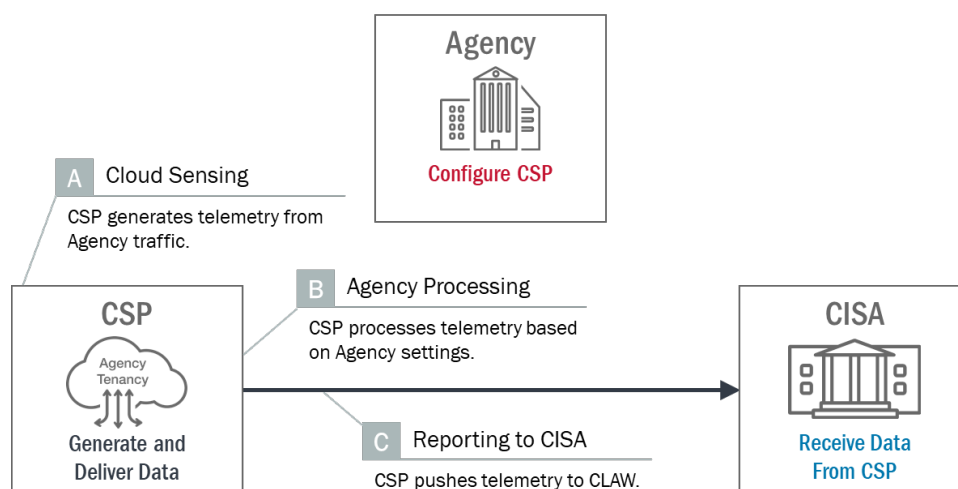 Agency
Configure CSP
A
Cloud Sensing
CSP generates telemetry from
Agency traffic.
B
Agency Processing
CSP processes telemetry based
on Agency settings.
CSP
Agency
Tenancy
Generate and
Deliver Data
C
Reporting to CISA
CSP pushes telemetry to CLAW.
CISA
Receive Data
From CSP